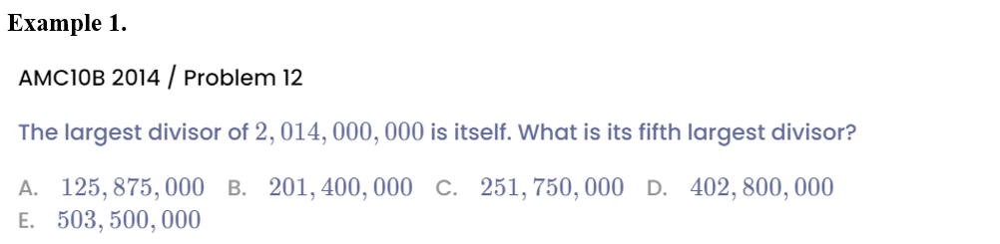 Example 1.
AMC10B 2014 / Problem 12
The largest divisor of 2, 014, 000, 000 is itself. What is its fifth largest divisor?
A. 125, 875, 000 B. 201, 400, 000 C. 251, 750, 000 D. 402, 800, 000
E. 503, 500, 000